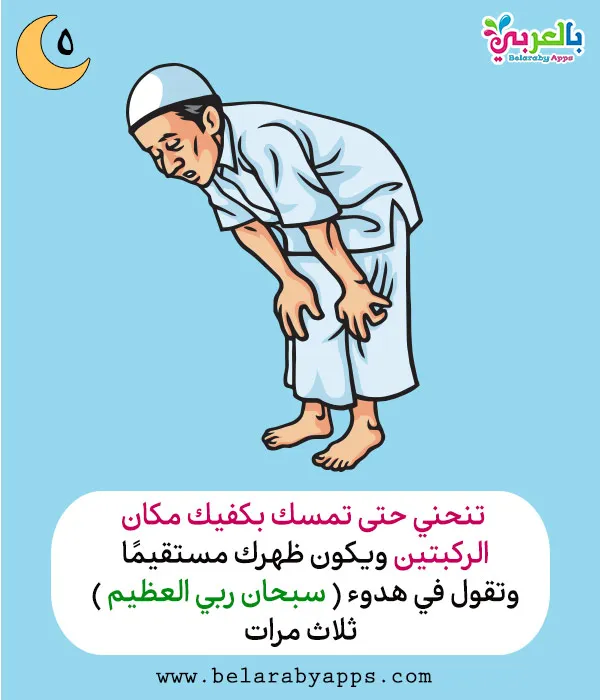 ٥
بالعربي
Belaraby Apps
تنحني حتى تمسك بكفيك مكان
الركبتين ويكون ظهرك مستقيمًا
وتقول في هدوء ( سبحان ربي العظيم )
ثلاث مرات
www.belarabyapps.com